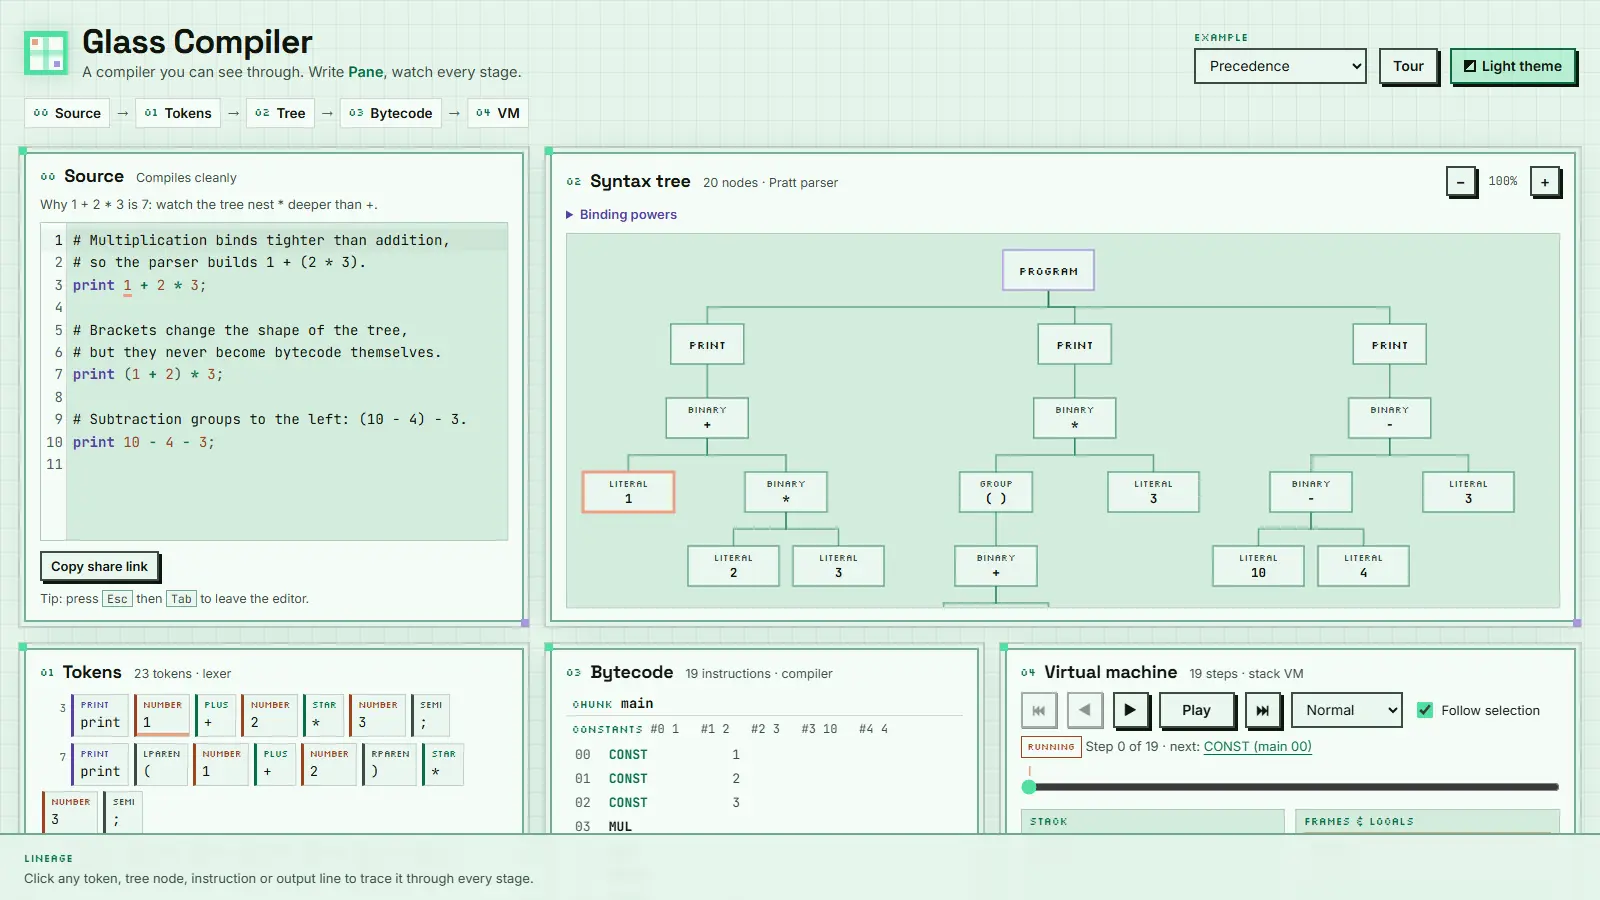 Glass Compiler
A compiler you can see through. Write Pane, watch every stage.
EXAMPLE
Precedence
Tour
Light theme
00 Source → 01 Tokens → 02 Tree → 03 Bytecode → 04 VM
00 Source Compiles cleanly
Why 1 + 2 * 3 is 7: watch the tree nest * deeper than +.
1 # Multiplication binds tighter than addition,
2 # so the parser builds 1 + (2 * 3).
3 print 1 + 2 * 3;
4
5 # Brackets change the shape of the tree,
6 # but they never become bytecode themselves.
7 print (1 + 2) * 3;
8
9 # Subtraction groups to the left: (10 - 4) - 3.
10 print 10 - 4 - 3;
11
Copy share link
Tip: press Esc then Tab to leave the editor.
02 Syntax tree 20 nodes · Pratt parser
− 100% +
Binding powers
PROGRAM
PRINT PRINT PRINT
BINARY BINARY BINARY
+ * -
LITERAL BINARY GROUP LITERAL BINARY LITERAL
1 * ( ) 3 - 3
LITERAL LITERAL BINARY LITERAL LITERAL
2 3 + 10 4
01 Tokens 23 tokens · lexer
PRINT NUMBER PLUS NUMBER STAR NUMBER SEMI
3 print 1 + 2 * 3 ;
PRINT LPAREN NUMBER PLUS NUMBER RPAREN STAR
7 print ( 1 + 2 ) *
NUMBER SEMI
3 ;
03 Bytecode 19 instructions · compiler
CHUNK main
CONSTANTS #0 1 #1 2 #2 3 #3 10 #4 4
00 CONST 1
01 CONST 2
02 CONST 3
03 MUL
04 Virtual machine 19 steps · stack VM
Play
Normal
Follow selection
RUNNING Step 0 of 19 · next: CONST (main 00)
STACK
FRAMES & LOCALS
LINEAGE
Click any token, tree node, instruction or output line to trace it through every stage.